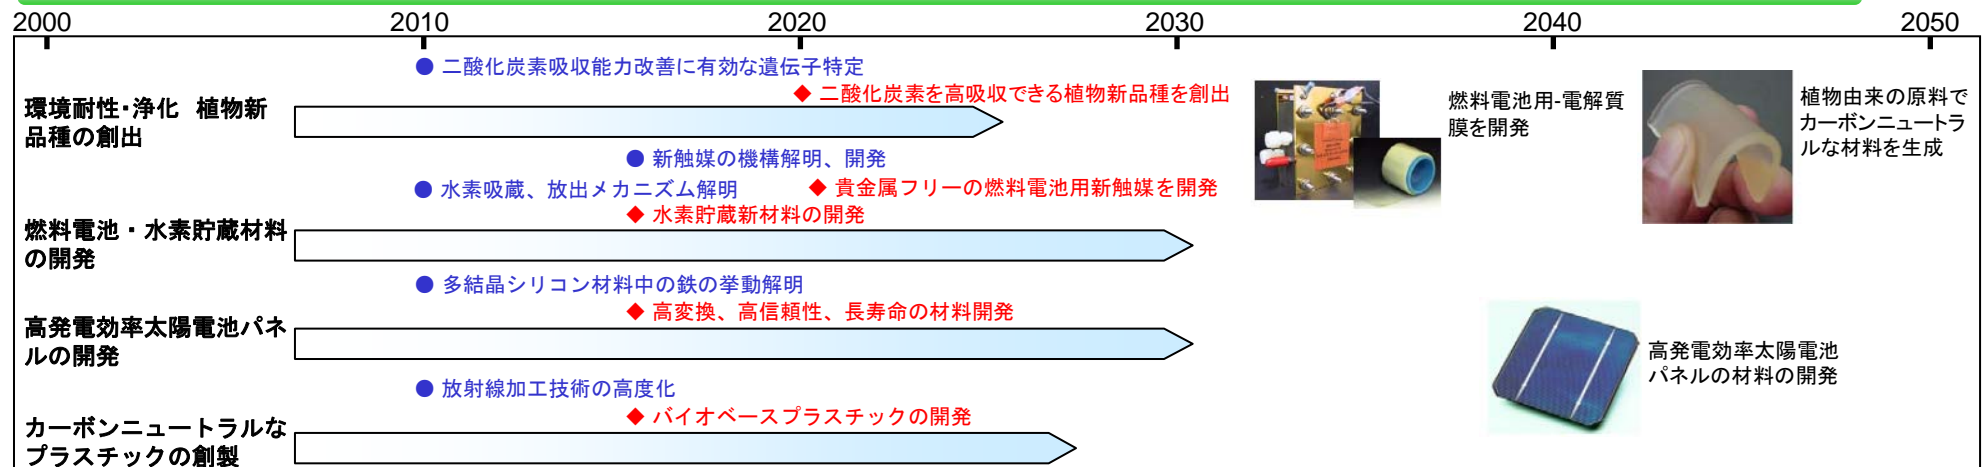 2000 2010 2020 2030 2040 2050
● 二酸化炭素吸収能力改善に有効な遺伝子特定
◆ 二酸化炭素を高吸収できる植物新品種を創出
環境耐性・浄化 植物新
品種の創出
● 新触媒の機構解明、開発
● 水素吸蔵、放出メカニズム解明
◆ 貴金属フリーの燃料電池用新触媒を開発
◆ 水素貯蔵新材料の開発
燃料電池・水素貯蔵材料
の開発
● 多結晶シリコン材料中の鉄の挙動解明
◆ 高変換、高信頼性、長寿命の材料開発
高発電効率太陽電池パネ
ルの開発
● 放射線加工技術の高度化
◆ バイオベースプラスチックの開発
カーボンニュートラルな
プラスチックの創製
燃料電池用-電解質
膜を開発
植物由来の原料で
カーボンニュートラ
ルな材料を生成
高発電効率太陽電池
パネルの材料の開発